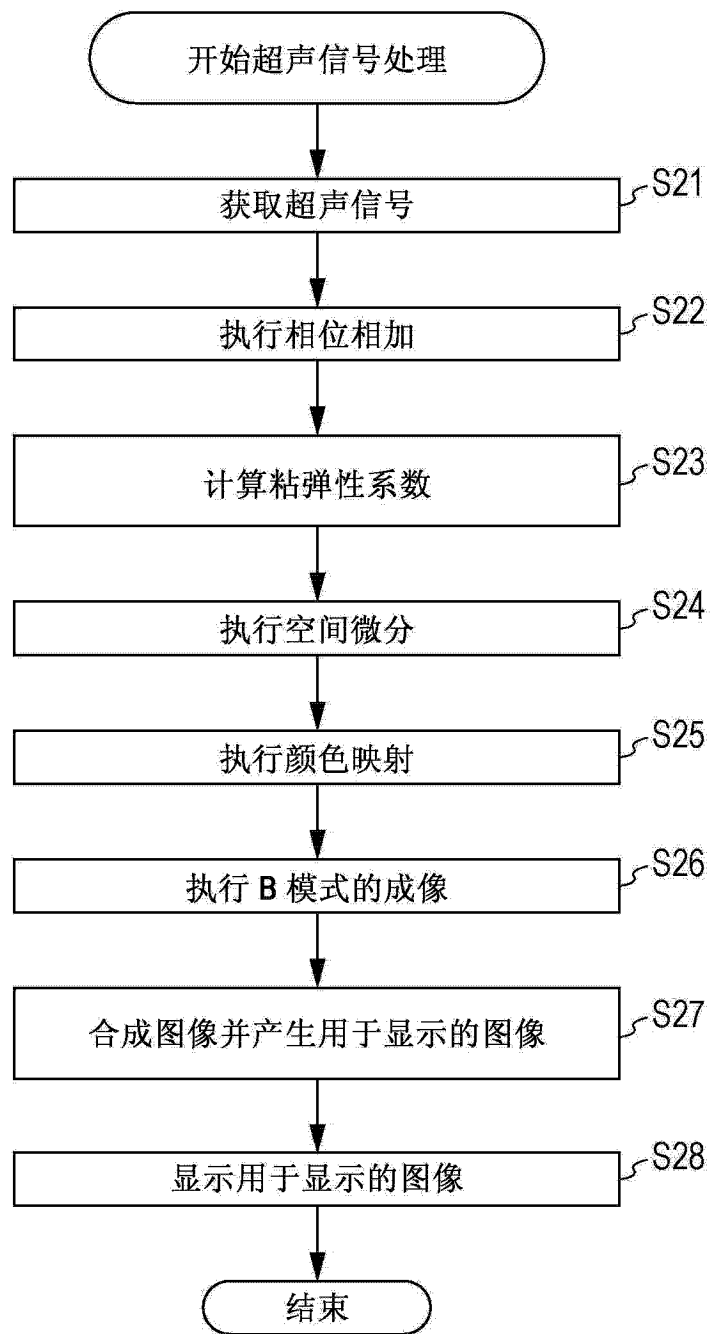 开始超声信号处理
获取超声信号
S21
执行相位相加
S22
计算粘弹性系数
S23
执行空间微分
S24
执行颜色映射
S25
执行 B 模式的成像
S26
合成图像并产生用于显示的图像
S27
显示用于显示的图像
S28
结束